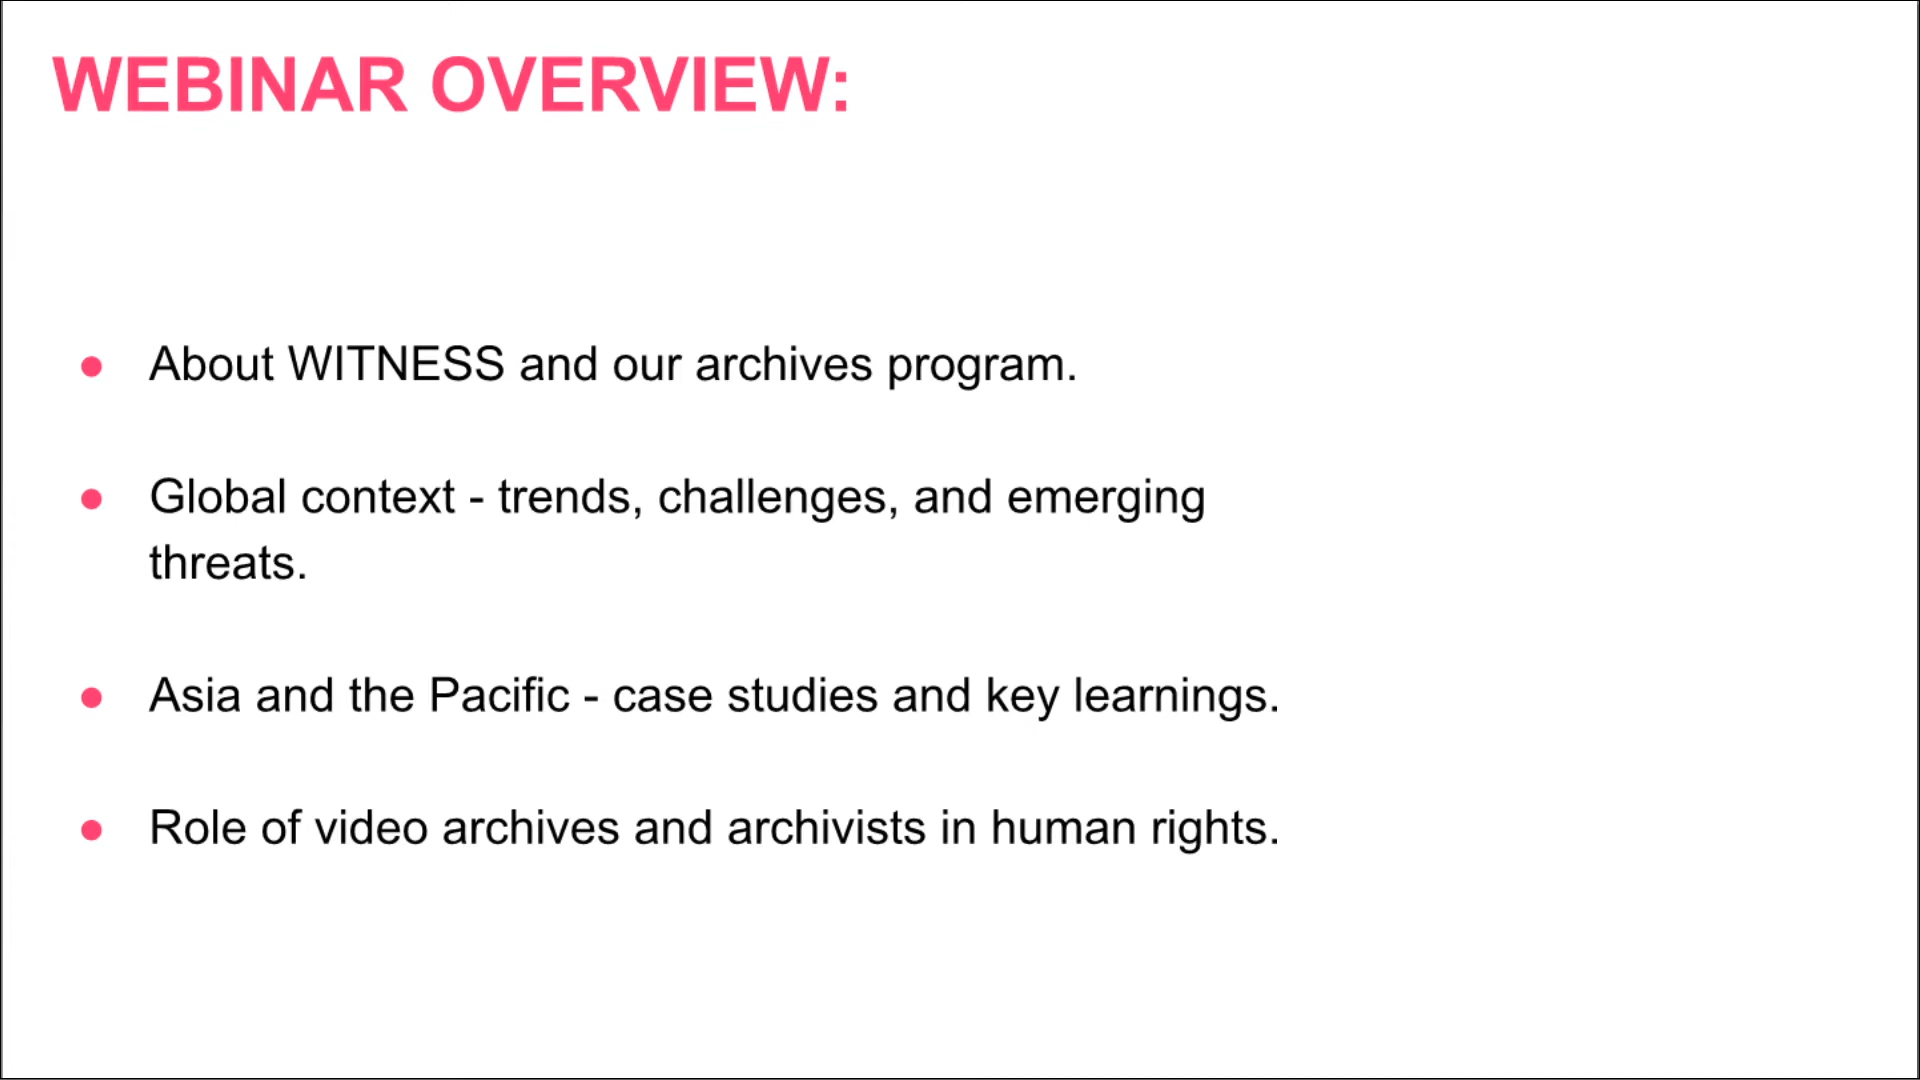 WEBINAR OVERVIEW:
● About WITNESS and our archives program.
● Global context - trends, challenges, and emerging
threats.
● Asia and the Pacific - case studies and key learnings.
● Role of video archives and archivists in human rights.